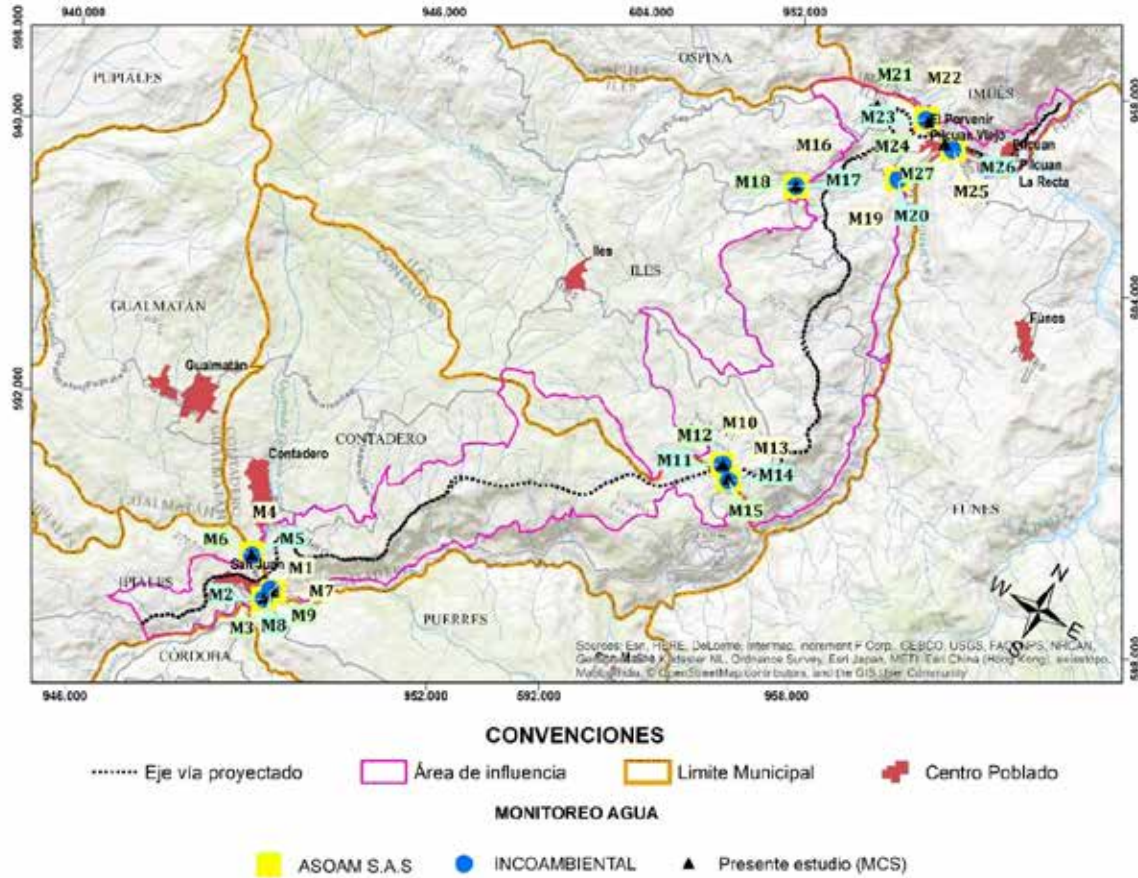 940.000 946.000 604.000 952.000
598.000
940.000
592.000
PUPIALES
OSPINA
ILES
IMUES
M21 M22
M23
El Porvenir
Pilcuan Viejo
M16 M24
Pilcuan
M18 M17 M27 M26 Pilcuan
M25 La Recta
M19 M20
Iles
ILES
GUALMATÁN
Funes
Gualmatán
CONTADERO
Contadero
M10
M12 M13
M11 M14
M15
FUNES
M4
M6 M5
San Juan M1
IPIALES
M2 M7
M3 M8 M9
PUERRES
CÓRDOBA
N
W
E
S
Sources: Esri, HERE, DeLorme, Intermap, increment P Corp., GEBCO, USGS, FAO, NPS, NRCAN,
GeoBase, Kadaster NL, Ordnance Survey, Esri Japan, METI, Esri China (Hong Kong), swisstopo,
MapmyIndia, © OpenStreetMap contributors, and the GIS User Community
946.000 952.000 592.000 958.000
CONVENCIONES
Eje vía proyectado Área de influencia Limite Municipal Centro Poblado
MONITOREO AGUA
ASOAM S.A.S INCOAMBIENTAL Presente estudio (MCS)